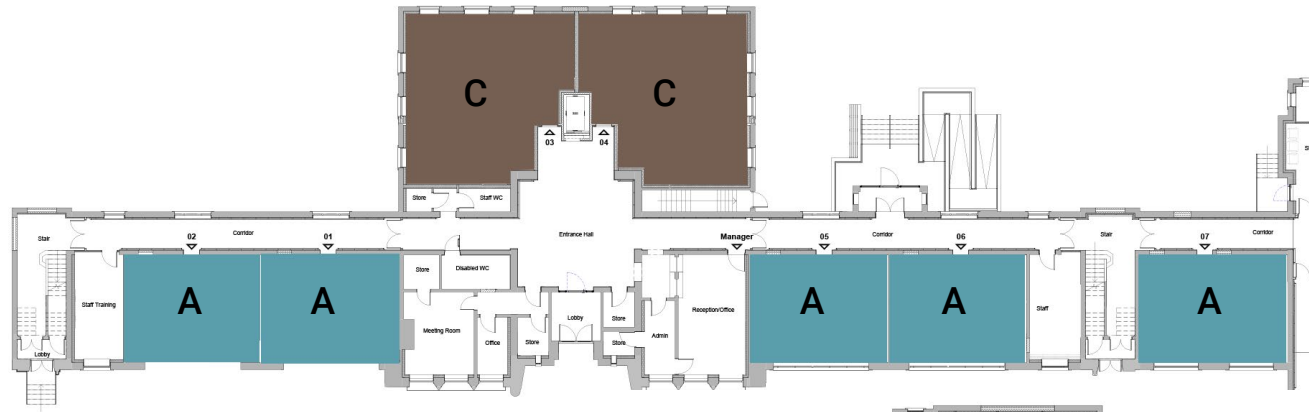 C
C
03
04
Store
Staff WC
Stair
Corridor
02
01
Entrance Hall
Manager
05
Corridor
06
Stair
07
Corridor
Staff Training
A
A
Store
Disabled WC
Meeting Room
Office
Store
Lobby
Store
Store
Admin
Reception/Office
A
A
Staff
A
Lobby